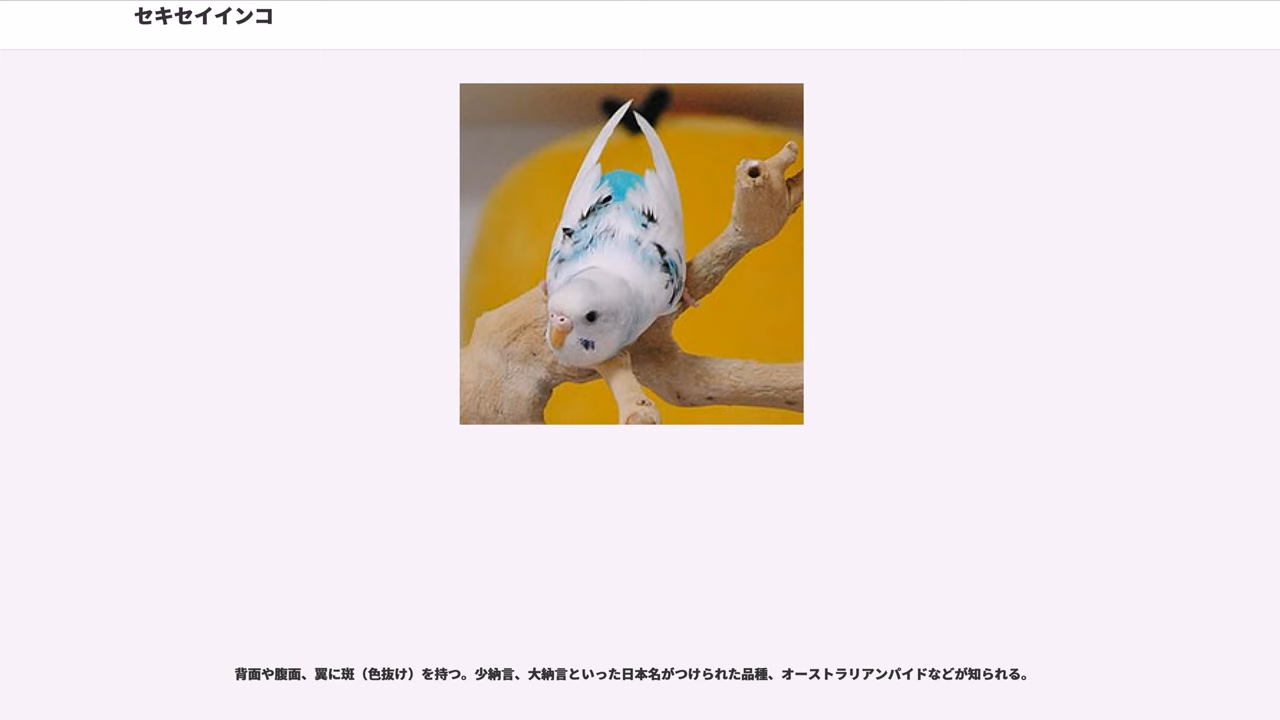 セキセイインコ
背面や腹面、翼に斑（色抜け）を持つ。少納言、大納言といった日本名がつけられた品種、オーストラリアンパイドなどが知られる。